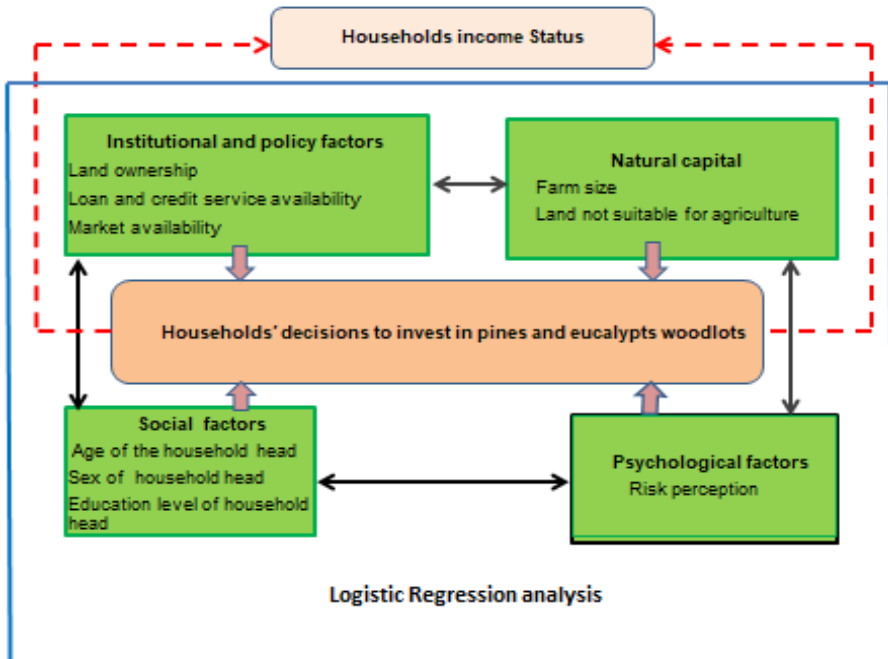 Households income Status
Institutional and policy factors
Land ownership
Loan and credit service availability
Market availability
Natural capital
Farm size
Land not suitable for agriculture
Households' decisions to invest in pines and eucalypts woodlots
Social factors
Age of the household head
Sex of household head
Education level of household
head
Psychological factors
Risk perception
Logistic Regression analysis